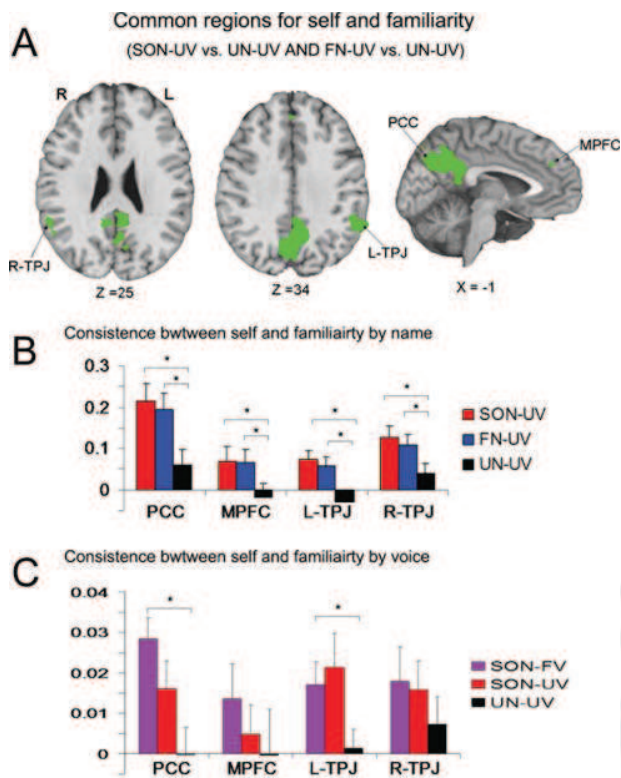 Common regions for self and familiarity
A
(SON-UV vs. UN-UV AND FN-UV vs. UN-UV)
R L
PCC
MPFC
R-TPJ
L-TPJ
Z =25 Z =34 X = -1
Consistence bwtween self and familiairty by name
B
0.3
0.2
0.1
0
* * * * * * * *
SON-UV
FN-UV
UN-UV
PCC MPFC L-TPJ R-TPJ
Consistence bwtween self and familiairty by voice
C
0.04
0.03
0.02
0.01
0
* *
SON-FV
SON-UV
UN-UV
PCC MPFC L-TPJ R-TPJ